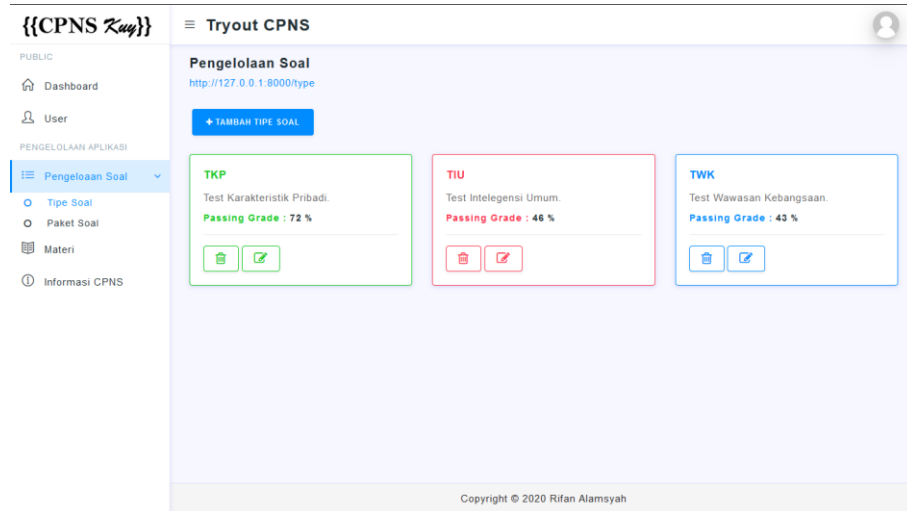 {{CPNS Kuy}}
PUBLIC
Dashboard
User
PENGELOLAAN APLIKASI
Pengeloaan Soal
Tipe Soal
Paket Soal
Materi
Informasi CPNS
Tryout CPNS
Pengelolaan Soal
http://127.0.0.1:8000/type
+ TAMBAH TIPE SOAL
TKP
Test Karakteristik Pribadi.
Passing Grade : 72 %
TIU
Test Intelegensi Umum.
Passing Grade : 46 %
TWK
Test Wawasan Kebangsaan.
Passing Grade : 43 %
Copyright © 2020 Rifan Alamsyah